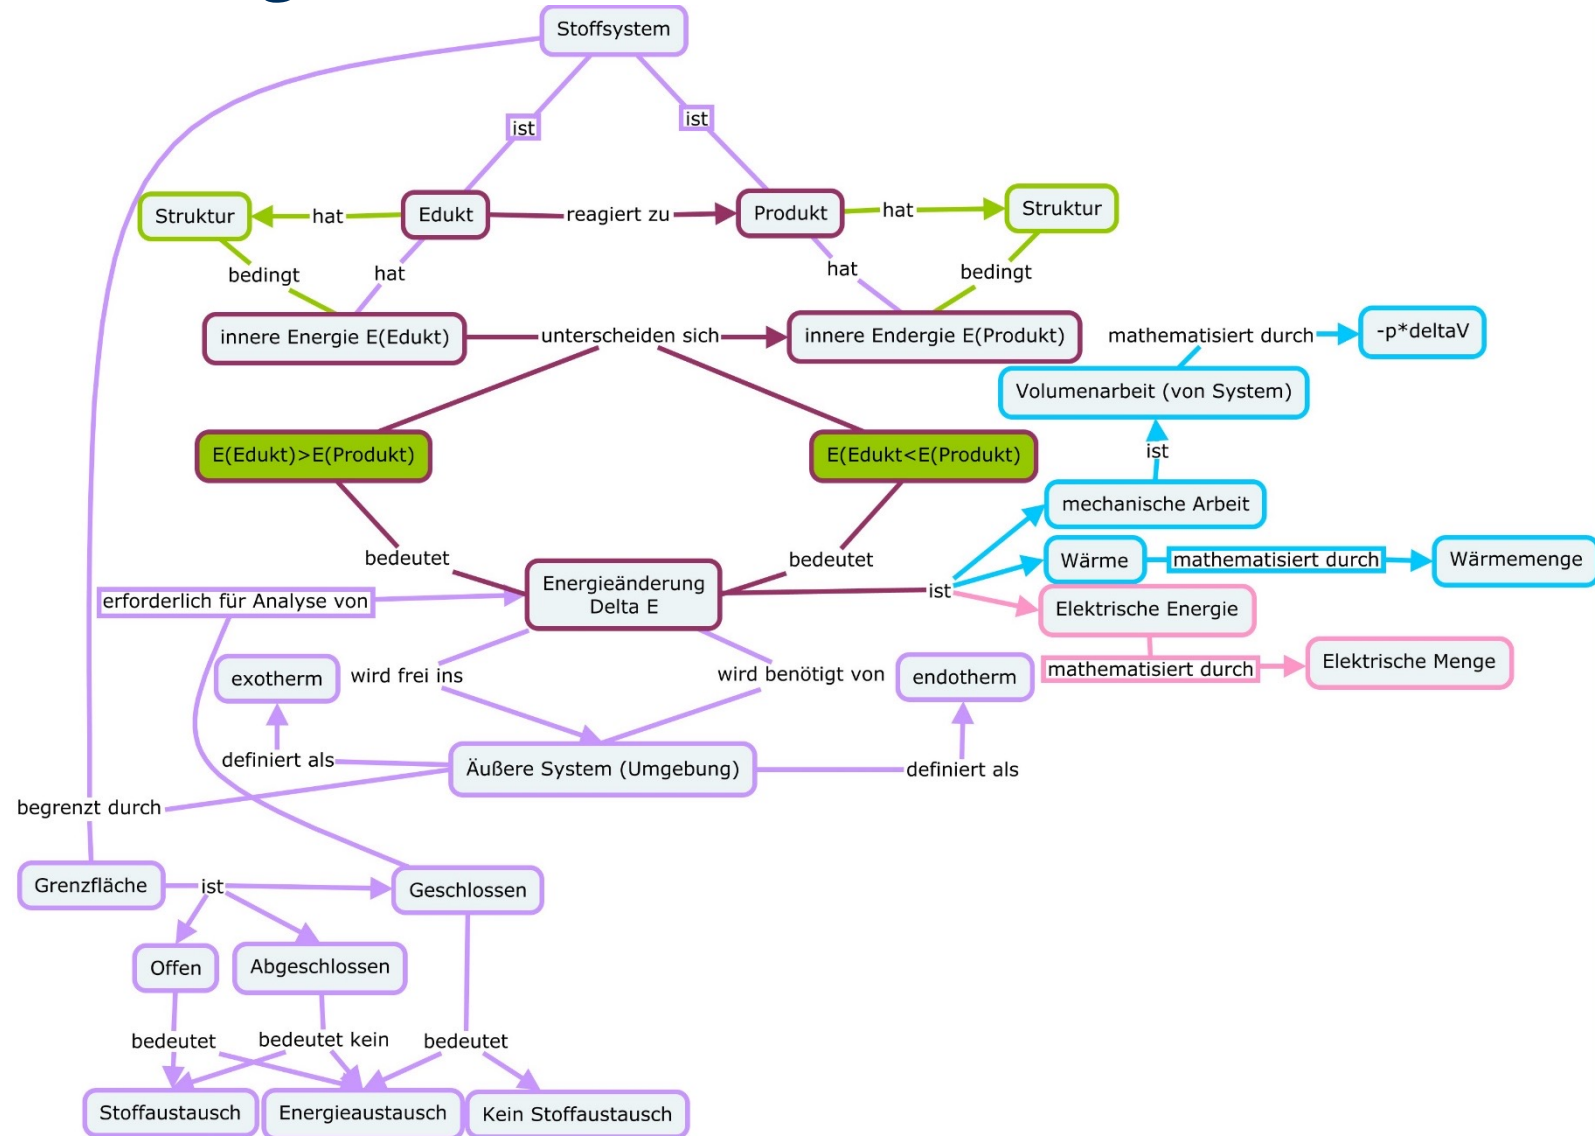 Stoffsystem
ist
ist
Struktur
hat
Edukt
reagiert zu
Produkt
hat
Struktur
bedingt
hat
hat
bedingt
innere Energie E(Edukt)
unterscheiden sich
innere Endergie E(Produkt)
mathematisiert durch
-p*deltaV
Volumenarbeit (von System)
E(Edukt)>E(Produkt)
E(Edukt<E(Produkt)
ist
mechanische Arbeit
bedeutet
bedeutet
Wärme
mathematisiert durch
Wärmemenge
Energieänderung
Delta E
ist
erforderlich für Analyse von
Elektrische Energie
exotherm
wird frei ins
wird benötigt von
endotherm
mathematisiert durch
Elektrische Menge
definiert als
Äußere System (Umgebung)
definiert als
begrenzt durch
Grenzfläche
ist
Geschlossen
Offen
Abgeschlossen
bedeutet
bedeutet kein
bedeutet
Stoffaustausch
Energieaustausch
Kein Stoffaustausch